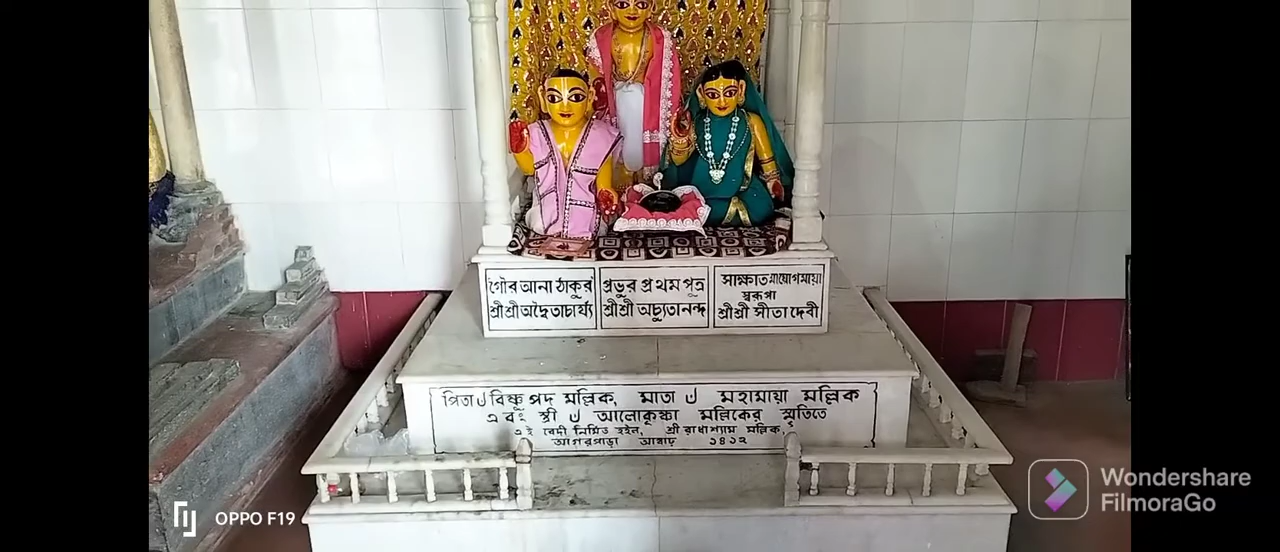 গৌর আনা ঠাকুর
শ্রীশ্রী অদ্বৈতাচার্য্য
প্রভুর প্রথম পুত্র
শ্রীশ্রী অচ্যুতানন্দ
সাক্ষাত যোগমায়া
স্বরূপা
শ্রীশ্রী সীতা দেবী
পিতা ৺ বিষ্ণু পদ মল্লিক, মাতা ৺ মহামায়া মল্লিক
এবং স্ত্রী ৺ আলোকৃষ্ণা মল্লিকের স্মৃতিতে
এই বেদী নির্মিত হইল, শ্রী রাধাশ্যাম মল্লিক,
আগরপাড়া আষাঢ় ১৪১২
OPPO F19
Wondershare
FilmoraGo